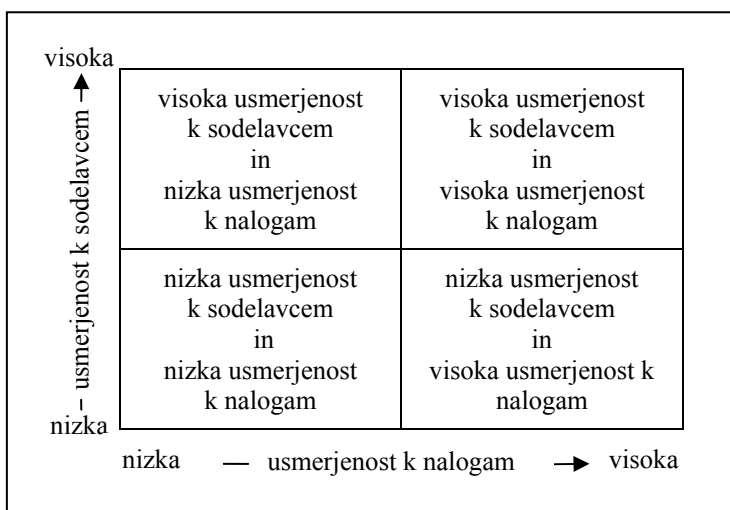 visoka
usmerjenost k sodelavcem
nizka
visoka usmerjenost
k sodelavcem
in
nizka usmerjenost
k nalogam
visoka usmerjenost
k sodelavcem
in
visoka usmerjenost
k nalogam
nizka usmerjenost
k sodelavcem
in
nizka usmerjenost
k nalogam
nizka usmerjenost
k sodelavcem
in
visoka usmerjenost k
nalogam
nizka — usmerjenost k nalogam → visoka